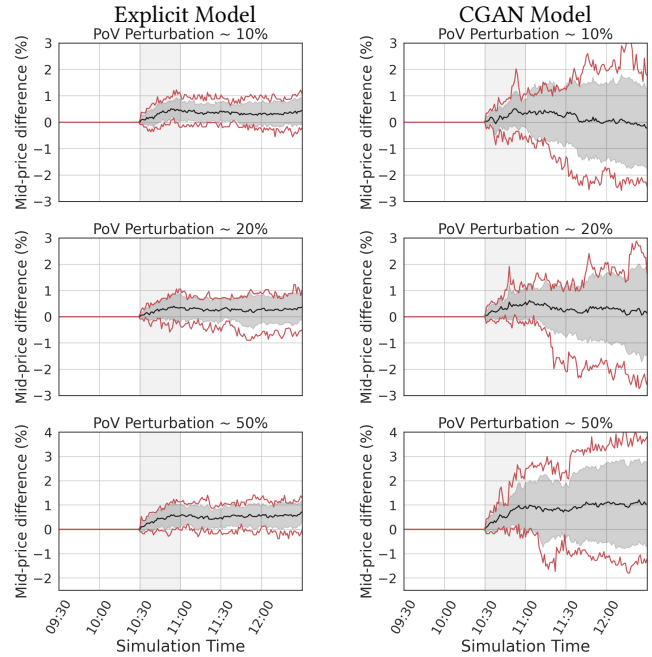 Explicit Model
CGAN Model
PoV Perturbation ~ 10%
PoV Perturbation ~ 10%
Mid-price difference (%)
3
2
1
0
−1
−2
−3
Mid-price difference (%)
3
2
1
0
−1
−2
−3
PoV Perturbation ~ 20%
PoV Perturbation ~ 20%
Mid-price difference (%)
3
2
1
0
−1
−2
−3
Mid-price difference (%)
3
2
1
0
−1
−2
−3
PoV Perturbation ~ 50%
PoV Perturbation ~ 50%
Mid-price difference (%)
4
3
2
1
0
−1
−2
Mid-price difference (%)
4
3
2
1
0
−1
−2
09:30 10:00 10:30 11:00 11:30 12:00
09:30 10:00 10:30 11:00 11:30 12:00
Simulation Time
Simulation Time